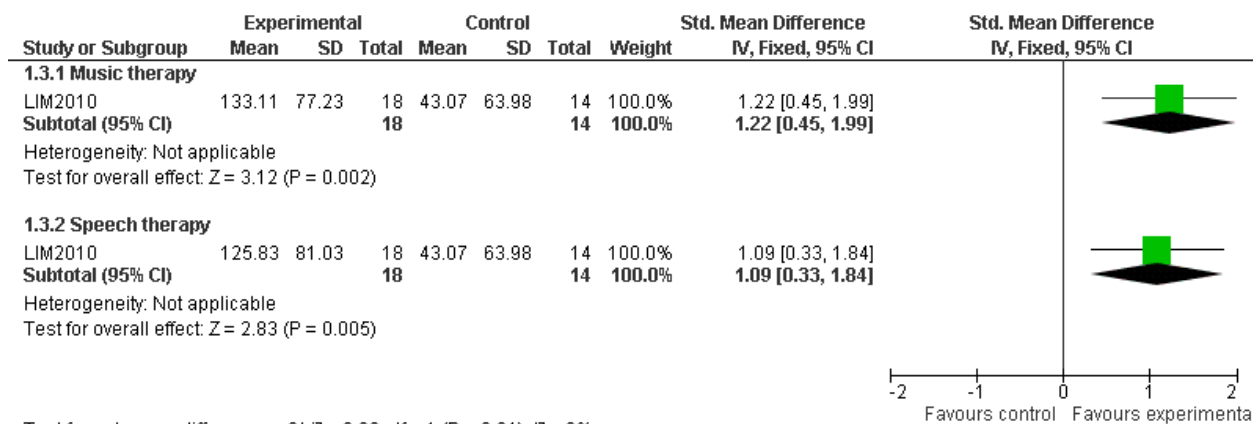 Experimental Control Std. Mean Difference Std. Mean Difference
Study or Subgroup Mean SD Total Mean SD Total Weight IV, Fixed, 95% CI IV, Fixed, 95% CI
1.3.1 Music therapy
LIM2010 133.11 77.23 18 43.07 63.98 14 100.0% 1.22 [0.45, 1.99]
Subtotal (95% CI) 18 14 100.0% 1.22 [0.45, 1.99]
Heterogeneity: Not applicable
Test for overall effect: Z = 3.12 (P = 0.002)
1.3.2 Speech therapy
LIM2010 125.83 81.03 18 43.07 63.98 14 100.0% 1.09 [0.33, 1.84]
Subtotal (95% CI) 18 14 100.0% 1.09 [0.33, 1.84]
Heterogeneity: Not applicable
Test for overall effect: Z = 2.83 (P = 0.005)
-2 -1 0 1 2
Favours control Favours experimenta